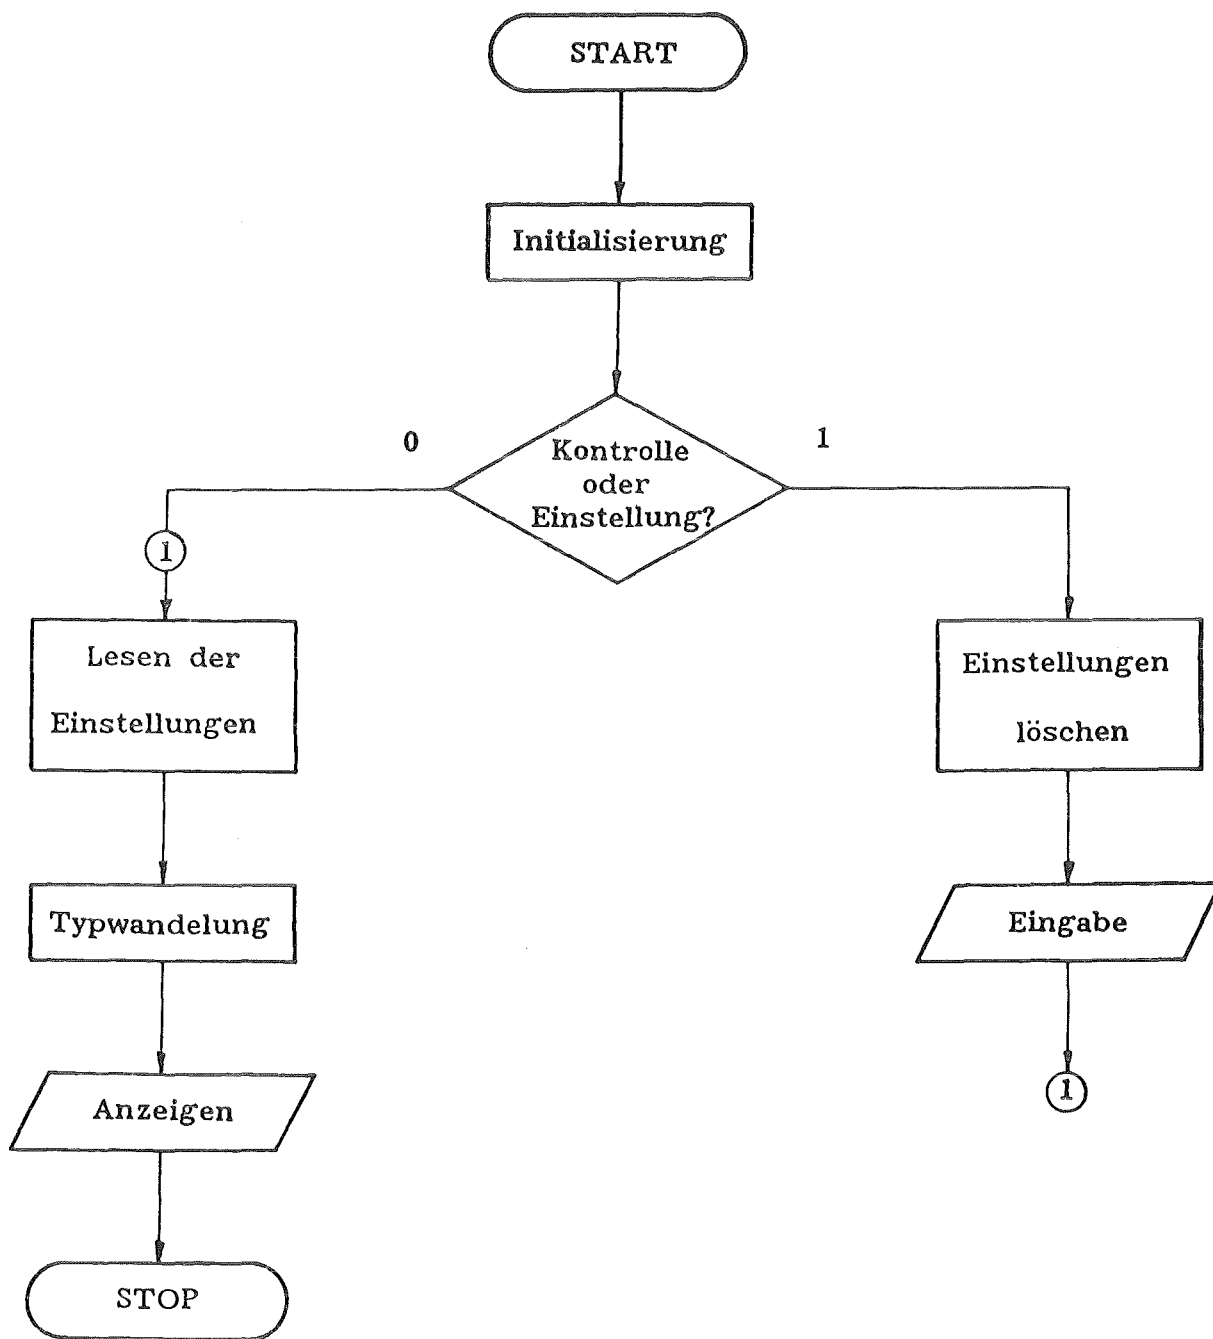 START
Initialisierung
0
Kontrolle
oder
Einstellung?
1
1
Lesen der
Einstellungen
Einstellungen
löschen
Typwandelung
Eingabe
Anzeigen
1
STOP